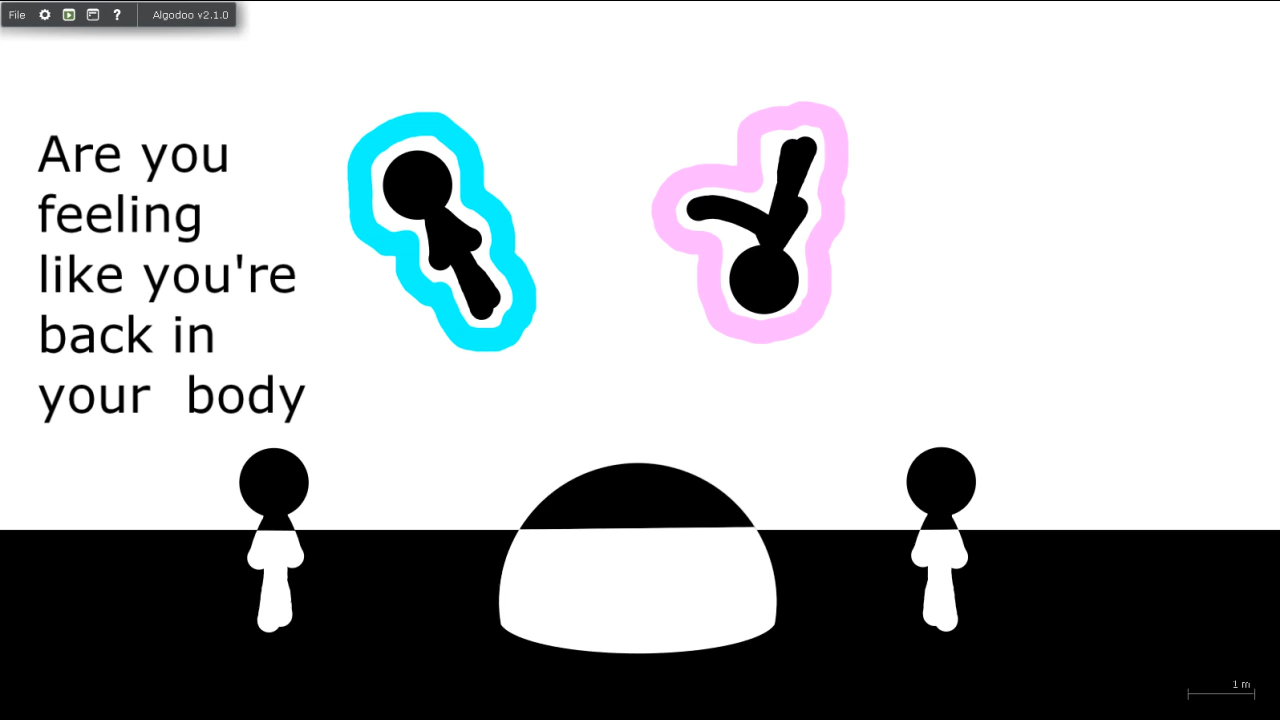 File ? Algodoo v2.1.0
Are you
feeling
like you're
back in
your  body
1 m